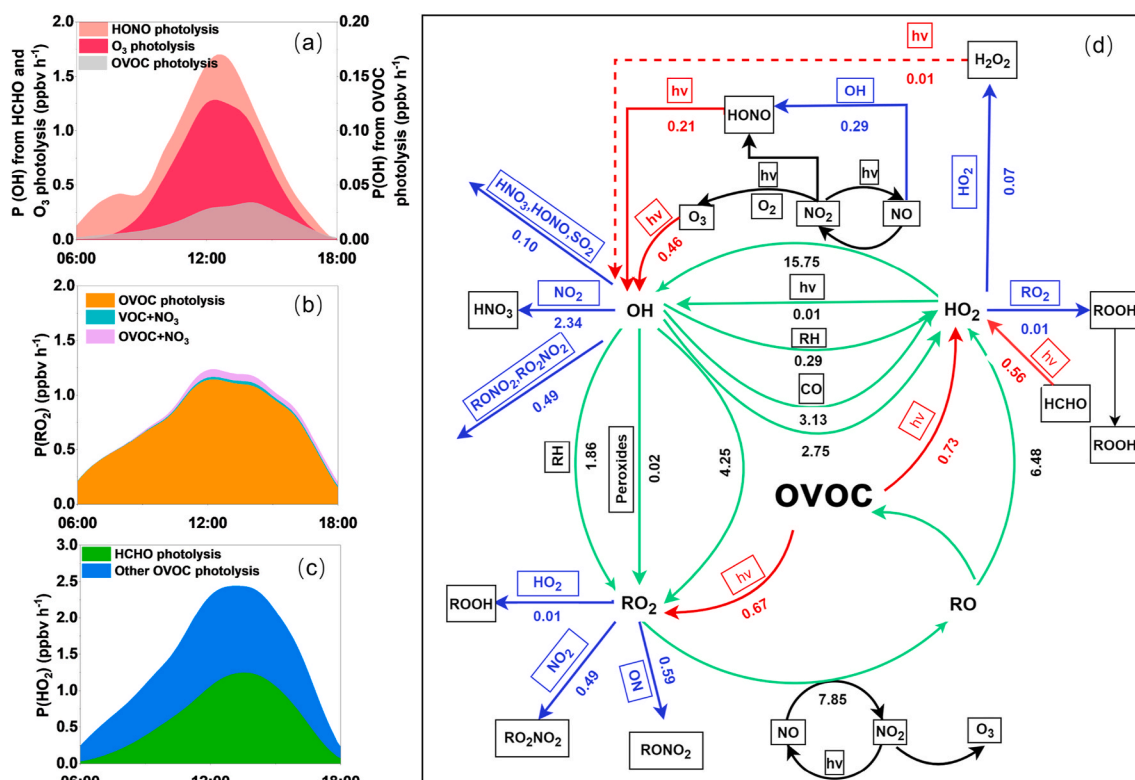 (a)
HONO photolysis
O3 photolysis
OVOC photolysis
P (OH) from HCHO and
O3 photolysis (ppbv h-1)
P(OH) from OVOC
photolysis (ppbv h-1)
2.0
1.5
1.0
0.5
0.0
0.20
0.15
0.10
0.05
0.00
06:00 12:00 18:00
(b)
OVOC photolysis
VOC+NO3
OVOC+NO3
P(RO2) (ppbv h-1)
2.0
1.5
1.0
0.5
0.0
06:00 12:00 18:00
(c)
HCHO photolysis
Other OVOC photolysis
P(HO2) (ppbv h-1)
3.0
2.5
2.0
1.5
1.0
0.5
0.0
06:00 12:00 18:00
(d)
hv
0.01
H2O2
hv
0.21
HONO
OH
0.29
HO2
0.07
HNO3,HONO,SO2
0.10
hv
0.46
O3
hv
O2
NO2
hv
NO
15.75
NO2
HNO3
2.34
OH
hv
0.01
HO2
RO2
0.01
ROOH
RH
0.29
CO
3.13
2.75
hv
0.56
HCHO
ROOH
RONO2,RO2NO2
0.49
RH
1.86
Peroxides
0.02
4.25
hv
0.73
6.48
OVOC
hv
0.67
HO2
ROOH
0.01
RO2
RO
NO2
0.49
NO
0.59
RO2NO2
RONO2
7.85
NO
NO2
O3
hv